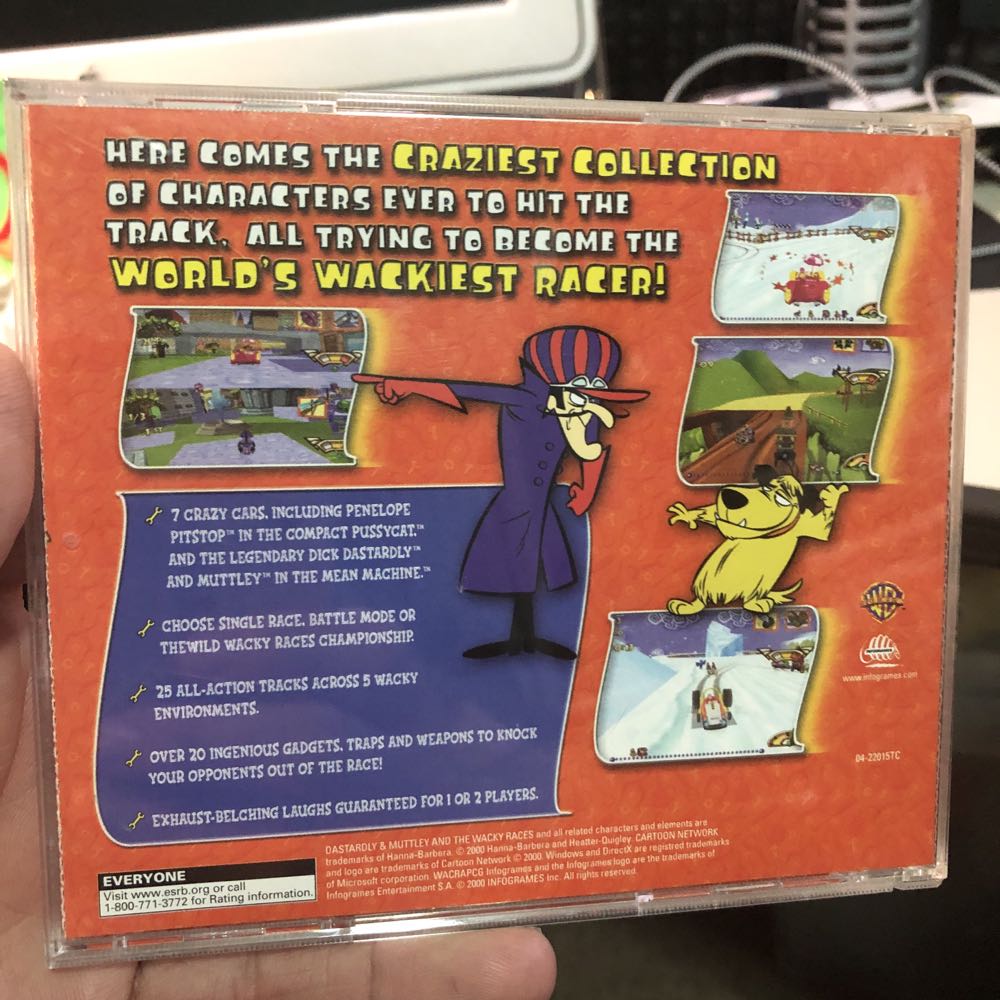 HERE COMES THE CRAZIEST COLLECTION
OF CHARACTERS EVER TO HIT THE
TRACK, ALL TRYING TO BECOME THE
WORLD'S WACKIEST RACER!
7 CRAZY CARS, INCLUDING PENELOPE
PITSTOP™ IN THE COMPACT PUSSYCAT,™
AND THE LEGENDARY DICK DASTARDLY™
AND MUTTLEY™ IN THE MEAN MACHINE.™
CHOOSE SINGLE RACE, BATTLE MODE OR
THEWILD WACKY RACES CHAMPIONSHIP.
25 ALL-ACTION TRACKS ACROSS 5 WACKY
ENVIRONMENTS.
OVER 20 INGENIOUS GADGETS, TRAPS AND WEAPONS TO KNOCK
YOUR OPPONENTS OUT OF THE RACE!
EXHAUST-BELCHING LAUGHS GUARANTEED FOR 1 OR 2 PLAYERS.
WB
www.infogrames.com
04-22015TC
EVERYONE
Visit www.esrb.org or call
1-800-771-3772 for Rating information.
DASTARDLY & MUTTLEY AND THE WACKY RACES and all related characters and elements are
trademarks of Hanna-Barbera. © 2000 Hanna-Barbera and Heatter-Quigley. CARTOON NETWORK
and logo are trademarks of Cartoon Network © 2000. Windows and DirectX are registred trademarks
of Microsoft corporation. WACRAPCG Infogrames and the Infogrames logo are the trademarks of
Infogrames Entertainment S.A. © 2000 INFOGRAMES Inc. All rights reserved.